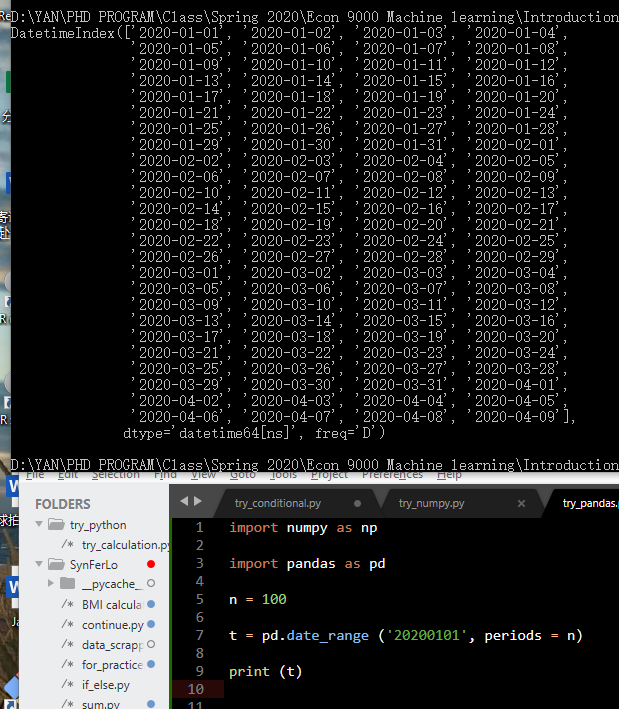 D:\YAN\PHD PROGRAM\Class\Spring 2020\Econ 9000 Machine learning\Introduction
DatetimeIndex(['2020-01-01', '2020-01-02', '2020-01-03', '2020-01-04',
'2020-01-05', '2020-01-06', '2020-01-07', '2020-01-08',
'2020-01-09', '2020-01-10', '2020-01-11', '2020-01-12',
'2020-01-13', '2020-01-14', '2020-01-15', '2020-01-16',
'2020-01-17', '2020-01-18', '2020-01-19', '2020-01-20',
'2020-01-21', '2020-01-22', '2020-01-23', '2020-01-24',
'2020-01-25', '2020-01-26', '2020-01-27', '2020-01-28',
'2020-01-29', '2020-01-30', '2020-01-31', '2020-02-01',
'2020-02-02', '2020-02-03', '2020-02-04', '2020-02-05',
'2020-02-06', '2020-02-07', '2020-02-08', '2020-02-09',
'2020-02-10', '2020-02-11', '2020-02-12', '2020-02-13',
'2020-02-14', '2020-02-15', '2020-02-16', '2020-02-17',
'2020-02-18', '2020-02-19', '2020-02-20', '2020-02-21',
'2020-02-22', '2020-02-23', '2020-02-24', '2020-02-25',
'2020-02-26', '2020-02-27', '2020-02-28', '2020-02-29',
'2020-03-01', '2020-03-02', '2020-03-03', '2020-03-04',
'2020-03-05', '2020-03-06', '2020-03-07', '2020-03-08',
'2020-03-09', '2020-03-10', '2020-03-11', '2020-03-12',
'2020-03-13', '2020-03-14', '2020-03-15', '2020-03-16',
'2020-03-17', '2020-03-18', '2020-03-19', '2020-03-20',
'2020-03-21', '2020-03-22', '2020-03-23', '2020-03-24',
'2020-03-25', '2020-03-26', '2020-03-27', '2020-03-28',
'2020-03-29', '2020-03-30', '2020-03-31', '2020-04-01',
'2020-04-02', '2020-04-03', '2020-04-04', '2020-04-05',
'2020-04-06', '2020-04-07', '2020-04-08', '2020-04-09'],
dtype='datetime64[ns]', freq='D')
D:\YAN\PHD PROGRAM\Class\Spring 2020\Econ 9000 Machine learning\Introduction
File Edit Selection Find View Goto Tools Project Preferences Help
FOLDERS
try_python
/* try_calculation.py
SynFerLo
__pycache__
/* BMI calcula
/* continue.py
/* data_scrapp
/* for_practice
/* if_else.py
/* sum.py
try_conditional.py
try_numpy.py
try_pandas.p
1 import numpy as np
2
3 import pandas as pd
4
5 n = 100
6
7 t = pd.date_range ('20200101', periods = n)
8
9 print (t)
10
11